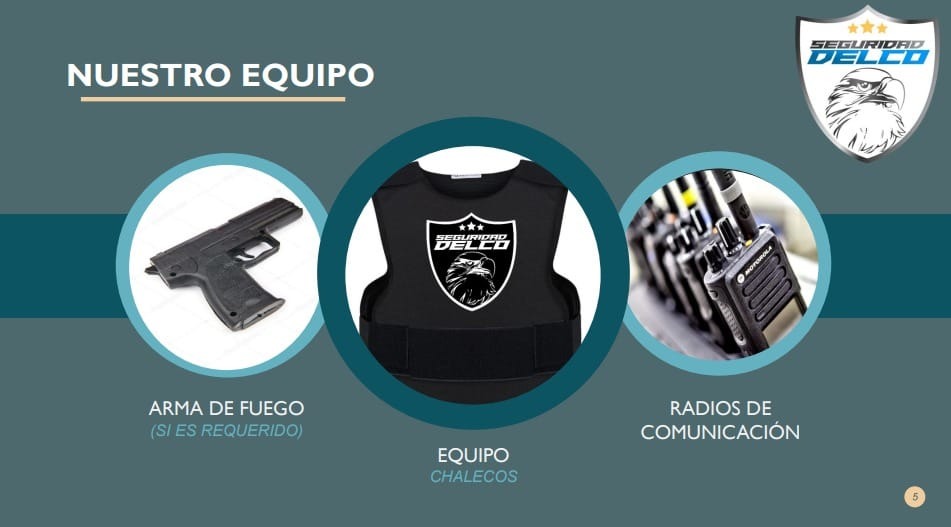 NUESTRO EQUIPO
SEGURIDAD
DELCO
SEGURIDAD
DELCO
MOTOROLA
ARMA DE FUEGO
(SI ES REQUERIDO)
EQUIPO
CHALECOS
RADIOS DE
COMUNICACIÓN
5